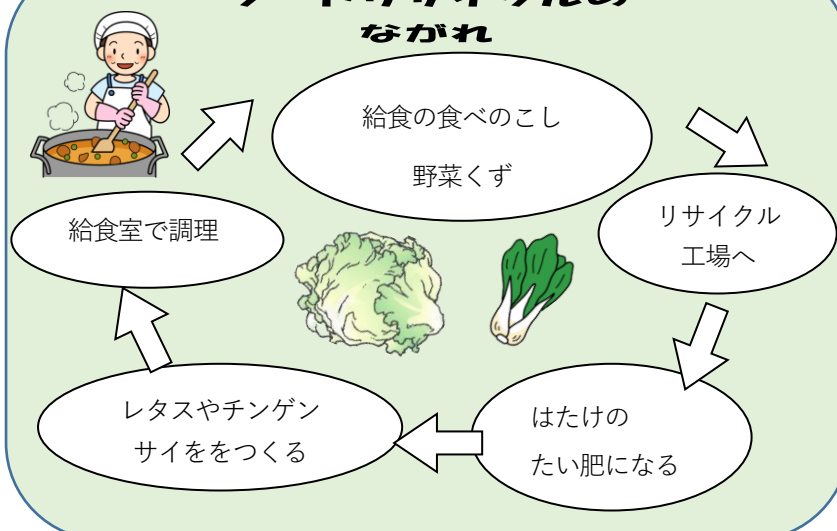 ながれ
給食の食べのこし
野菜くず
リサイクル
工場へ
はたけの
たい肥になる
レタスやチンゲン
サイををつくる
給食室で調理